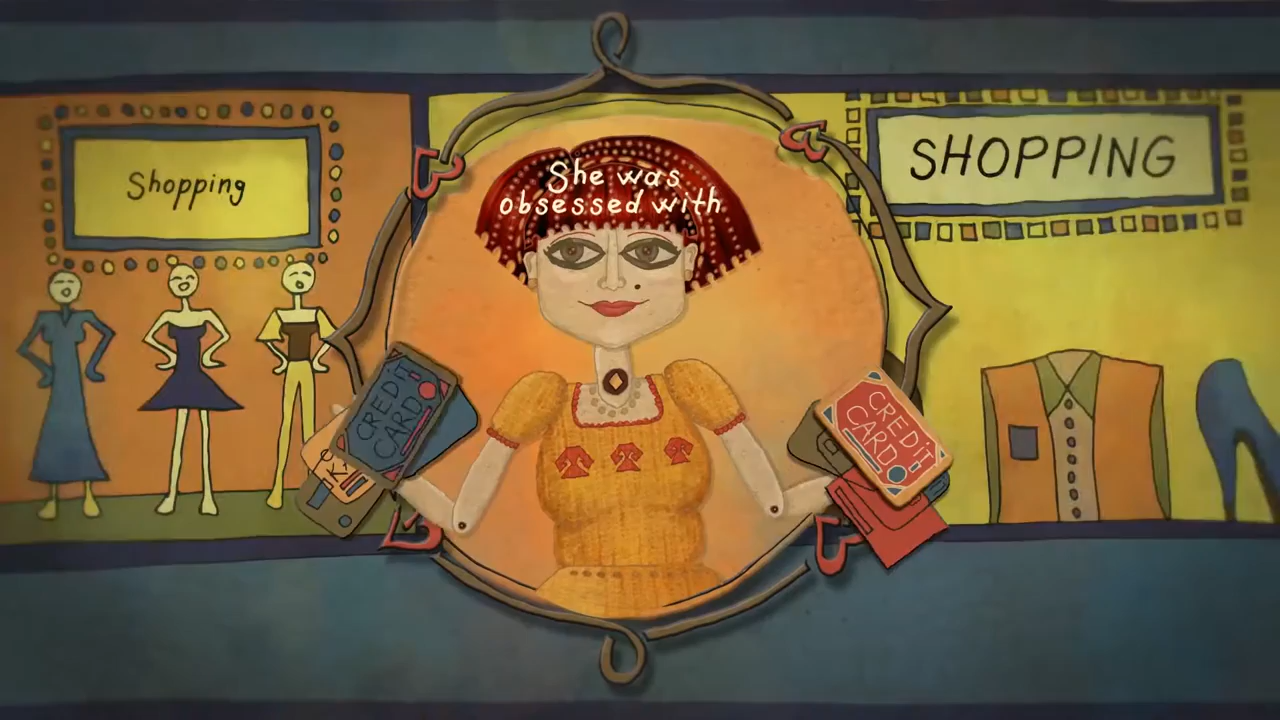 Shopping
SHOPPING
She was
obsessed with
CREDIT
CARD
CREDIT
CARD